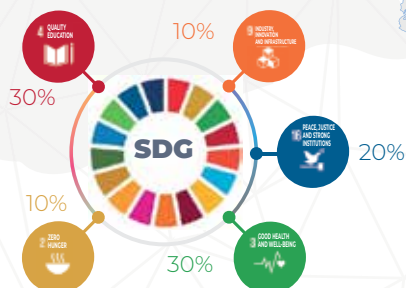 4 QUALITY
EDUCATION
30%
10%
9 INDUSTRY,
INNOVATION
AND INFRASTRUCTURE
SDG
16 PEACE, JUSTICE
AND STRONG
INSTITUTIONS
20%
10%
2 ZERO
HUNGER
30%
3 GOOD HEALTH
AND WELL-BEING